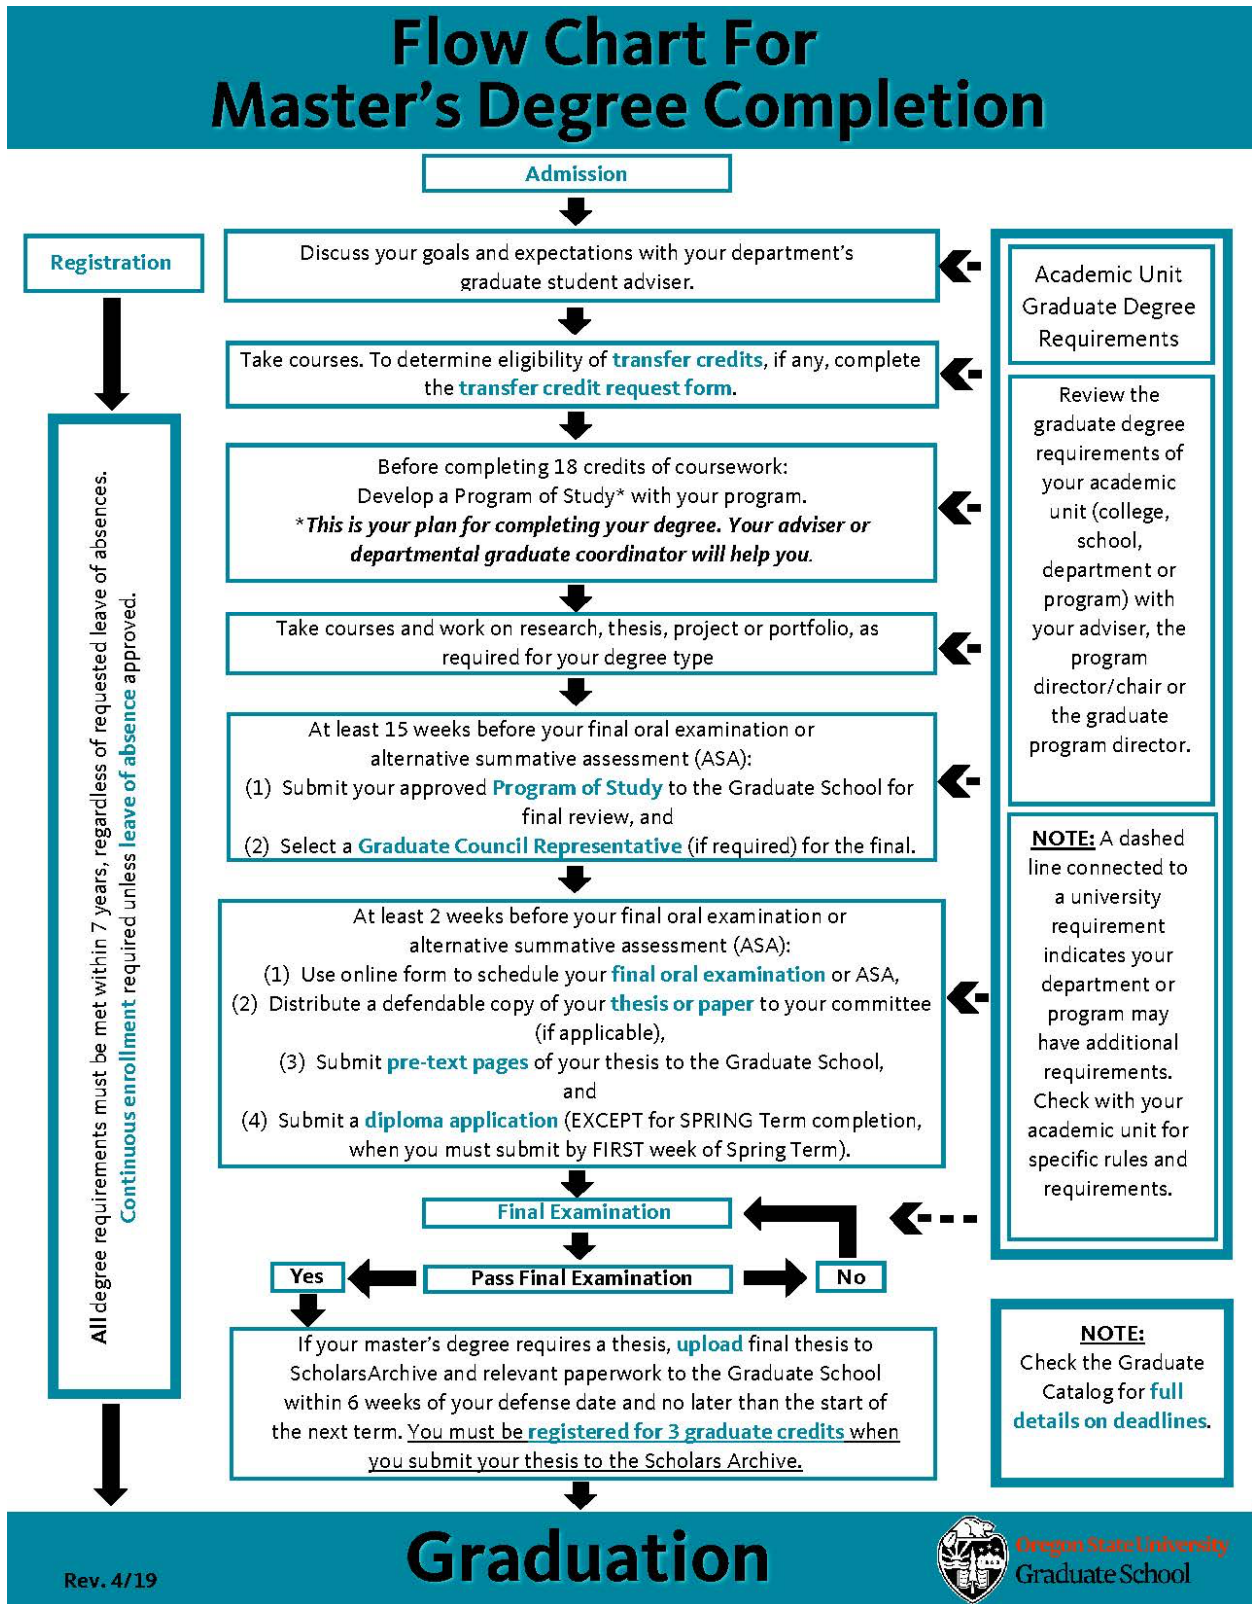 Flow Chart For
Master's Degree Completion
Admission
Registration
Discuss your goals and expectations with your department's
graduate student adviser.
Take courses. To determine eligibility of transfer credits, if any, complete
the transfer credit request form.
Before completing 18 credits of coursework:
Develop a Program of Study* with your program.
*This is your plan for completing your degree. Your adviser or
departmental graduate coordinator will help you.
Take courses and work on research, thesis, project or portfolio, as
required for your degree type
At least 15 weeks before your final oral examination or
alternative summative assessment (ASA):
(1) Submit your approved Program of Study to the Graduate School for
final review, and
(2) Select a Graduate Council Representative (if required) for the final.
At least 2 weeks before your final oral examination or
alternative summative assessment (ASA):
(1) Use online form to schedule your final oral examination or ASA,
(2) Distribute a defendable copy of your thesis or paper to your committee
(if applicable),
(3) Submit pre-text pages of your thesis to the Graduate School,
and
(4) Submit a diploma application (EXCEPT for SPRING Term completion,
when you must submit by FIRST week of Spring Term).
Final Examination
Yes
Pass Final Examination
No
If your master's degree requires a thesis, upload final thesis to
ScholarsArchive and relevant paperwork to the Graduate School
within 6 weeks of your defense date and no later than the start of
the next term. You must be registered for 3 graduate credits when
you submit your thesis to the Scholars Archive.
All degree requirements must be met within 7 years, regardless of requested leave of absences.
Continuous enrollment required unless leave of absence approved.
Academic Unit
Graduate Degree
Requirements
Review the
graduate degree
requirements of
your academic
unit (college,
school,
department or
program) with
your adviser, the
program
director/chair or
the graduate
program director.
NOTE: A dashed
line connected to
a university
requirement
indicates your
department or
program may
have additional
requirements.
Check with your
academic unit for
specific rules and
requirements.
NOTE:
Check the Graduate
Catalog for full
details on deadlines.
Graduation
Rev. 4/19
Oregon State University
Graduate School